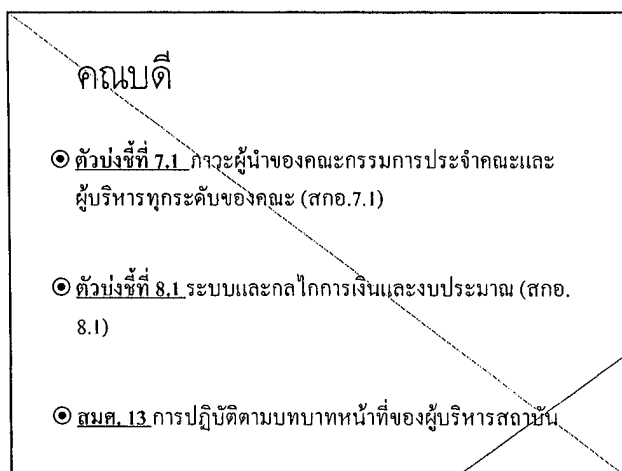 คณบดี
ตัวบ่งชี้ที่ 7.1 ภาวะผู้นำของคณะกรรมการประจำคณะและ
ผู้บริหารทุกระดับของคณะ (สกอ.7.1)
ตัวบ่งชี้ที่ 8.1 ระบบและกลไกการเงินและงบประมาณ (สกอ.
8.1)
สมศ. 13 การปฏิบัติตามบทบาทหน้าที่ของผู้บริหารสถาบัน